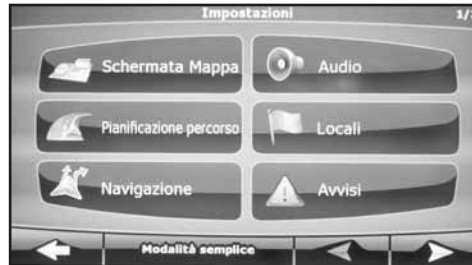 Impostazioni 1/
Schermata Mappa
Audio
Pianificazione percorso
Locali
Navigazione
Avvisi
Modalità semplice